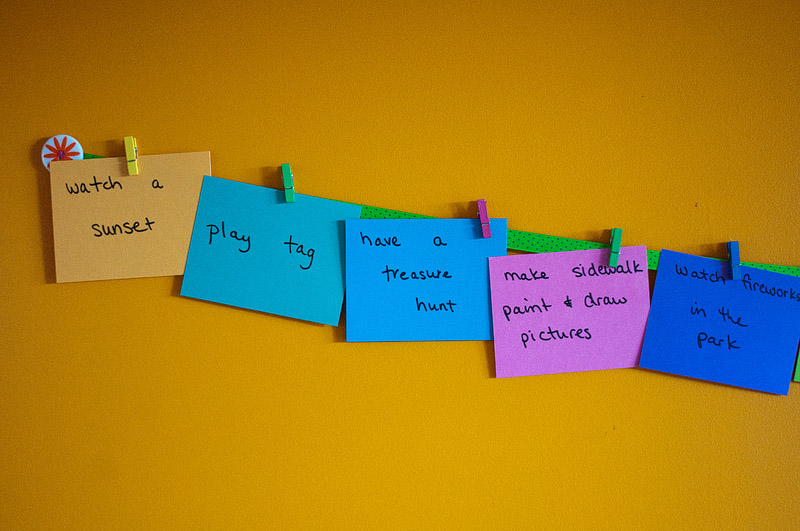 watch a
sunset
play tag
have a
treasure
hunt
make sidewalk
paint & draw
pictures
watch fireworks
in the
park